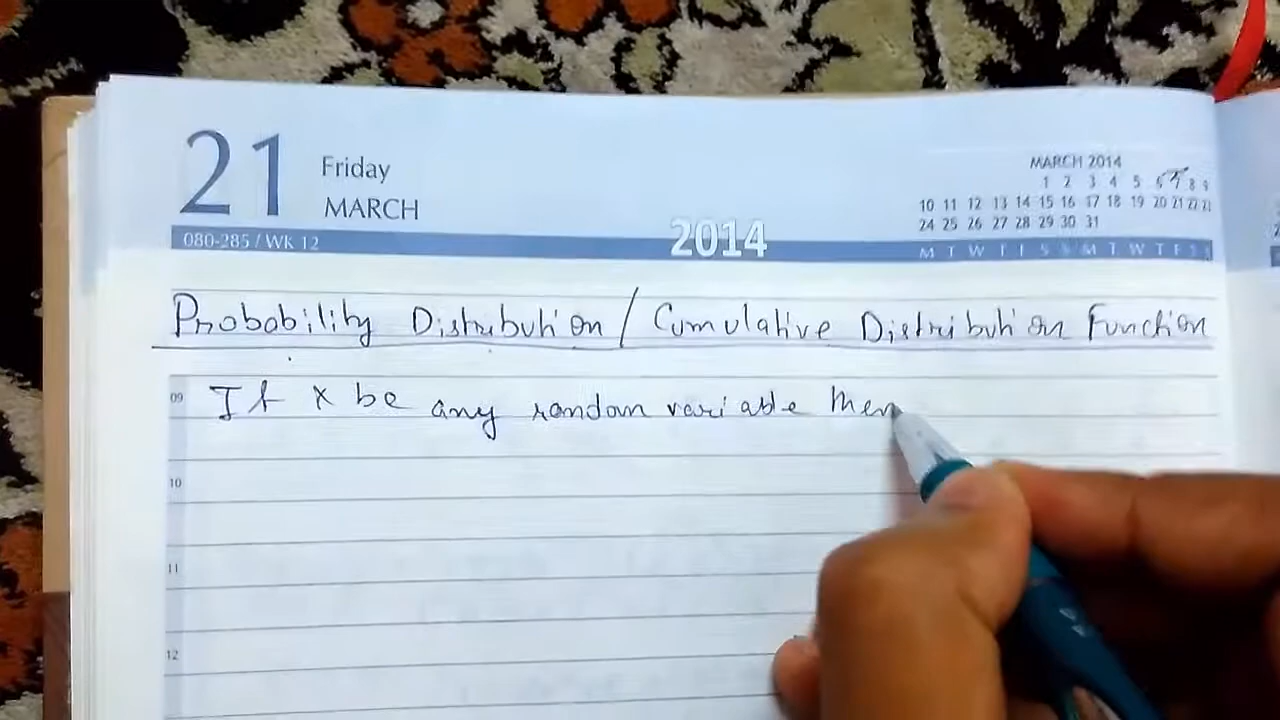 21 Friday
MARCH
080-285 / WK 12
2014
MARCH 2014
1 2 3 4 5 6 7 8 9
10 11 12 13 14 15 16 17 18 19 20 21 22 23
24 25 26 27 28 29 30 31
M T W T F S S M T W T F S S
Probability Distribution / Cumulative Distribution Function
09 If X be any random variable then
10
11
12